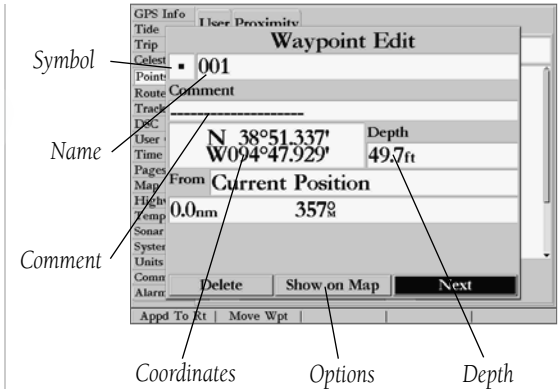 GPS Info
User Proximity
Tide
Trip
Waypoint Edit
Symbol
001
Points
Route
Comment
Track
DSC
User
N 38°51.337'
W094°47.929'
Depth
49.7ft
Name
Time
Pages
Map
From Current Position
0.0nm 357°M
Sonar
Comment
Units
Delete
Show on Map
Next
Appd To Rt
Move Wpt
Coordinates
Options
Depth